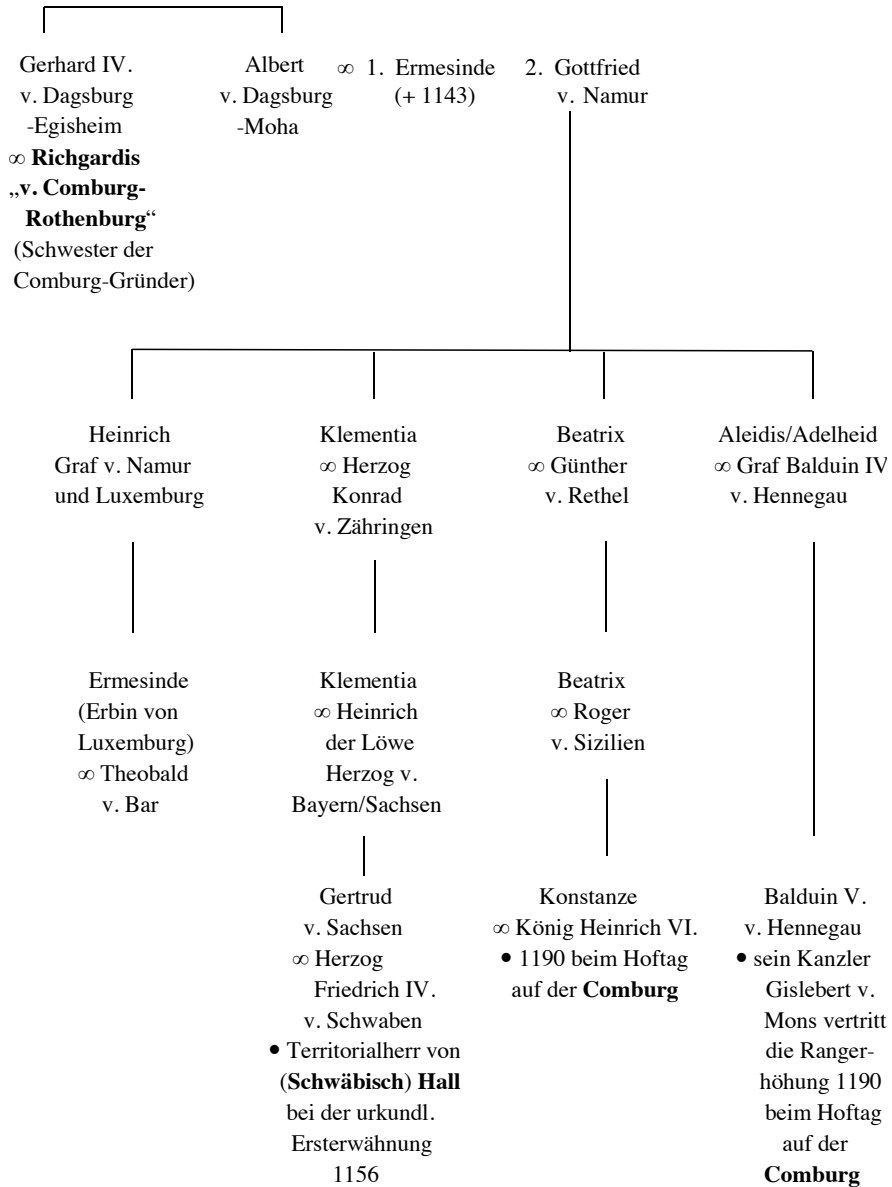 Gerhard IV.
v. Dagsburg
-Egisheim
∞ Richgardis
„v. Comburg-
Rothenburg“
(Schwester der
Comburg-Gründer)
Albert
v. Dagsburg
-Moha
∞ 1. Ermesinde
(+ 1143)
2. Gottfried
v. Namur
Heinrich
Graf v. Namur
und Luxemburg
Klementia
∞ Herzog
Konrad
v. Zähringen
Beatrix
∞ Günther
v. Rethel
Aleidis/Adelheid
∞ Graf Balduin IV
v. Hennegau
Ermesinde
(Erbin von
Luxemburg)
∞ Theobald
v. Bar
Klementia
∞ Heinrich
der Löwe
Herzog v.
Bayern/Sachsen
Beatrix
∞ Roger
v. Sizilien
Gertrud
v. Sachsen
∞ Herzog
Friedrich IV.
v. Schwaben
• Territorialherr von
(Schwäbisch) Hall
bei der urkundl.
Ersterwähnung
1156
Konstanze
∞ König Heinrich VI.
• 1190 beim Hoftag
auf der Comburg
Balduin V.
v. Hennegau
• sein Kanzler
Gislebert v.
Mons vertritt
die Ranger-
höhung 1190
beim Hoftag
auf der
Comburg